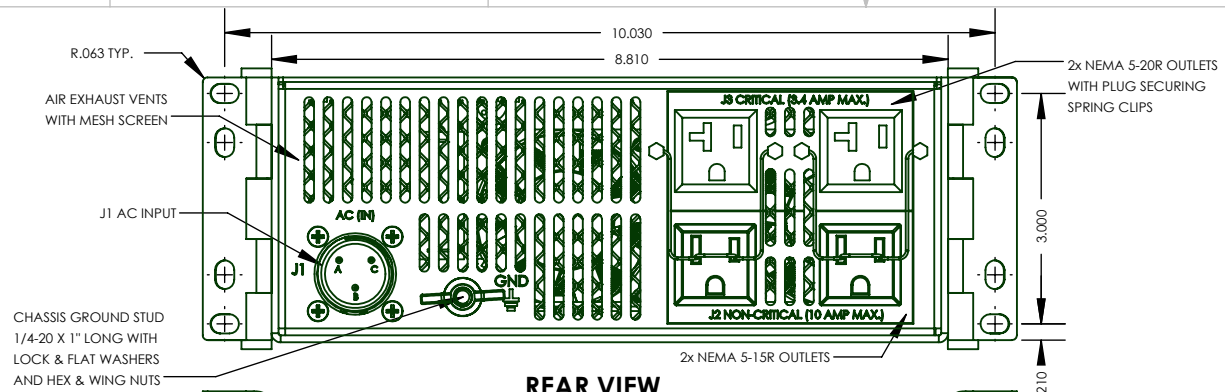 10.030
8.810
R.063 TYP.
2x NEMA 5-20R OUTLETS
WITH PLUG SECURING
SPRING CLIPS
AIR EXHAUST VENTS
WITH MESH SCREEN
J3 CRITICAL (3.4 AMP MAX.)
J1 AC INPUT
AC (IN)
J1
A
C
B
GND
3.000
CHASSIS GROUND STUD
1/4-20 X 1" LONG WITH
LOCK & FLAT WASHERS
AND HEX & WING NUTS
J2 NON-CRITICAL (10 AMP MAX.)
2x NEMA 5-15R OUTLETS
REAR VIEW